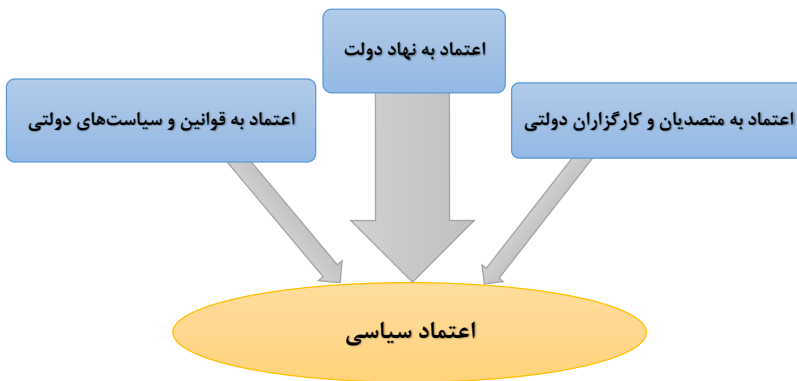 اعتماد به نهاد دولت
اعتماد به متصدیان و کارگزاران دولتی
اعتماد به قوانین و سیاست‌های دولتی
اعتماد سیاسی